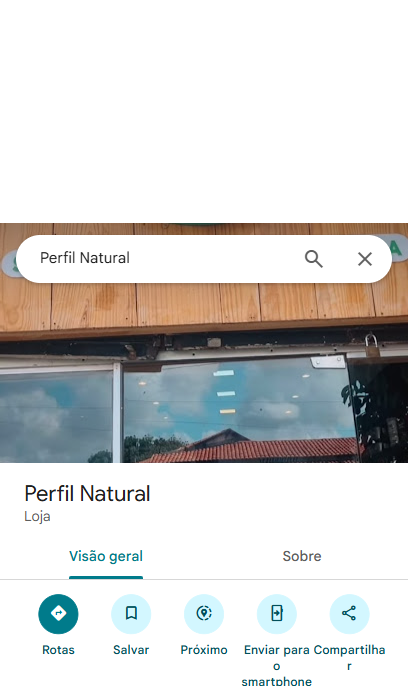 Perfil Natural
Perfil Natural
Loja
Visão geral
Sobre
Rotas
Salvar
Próximo
Enviar para o smartphone
Compartilhar